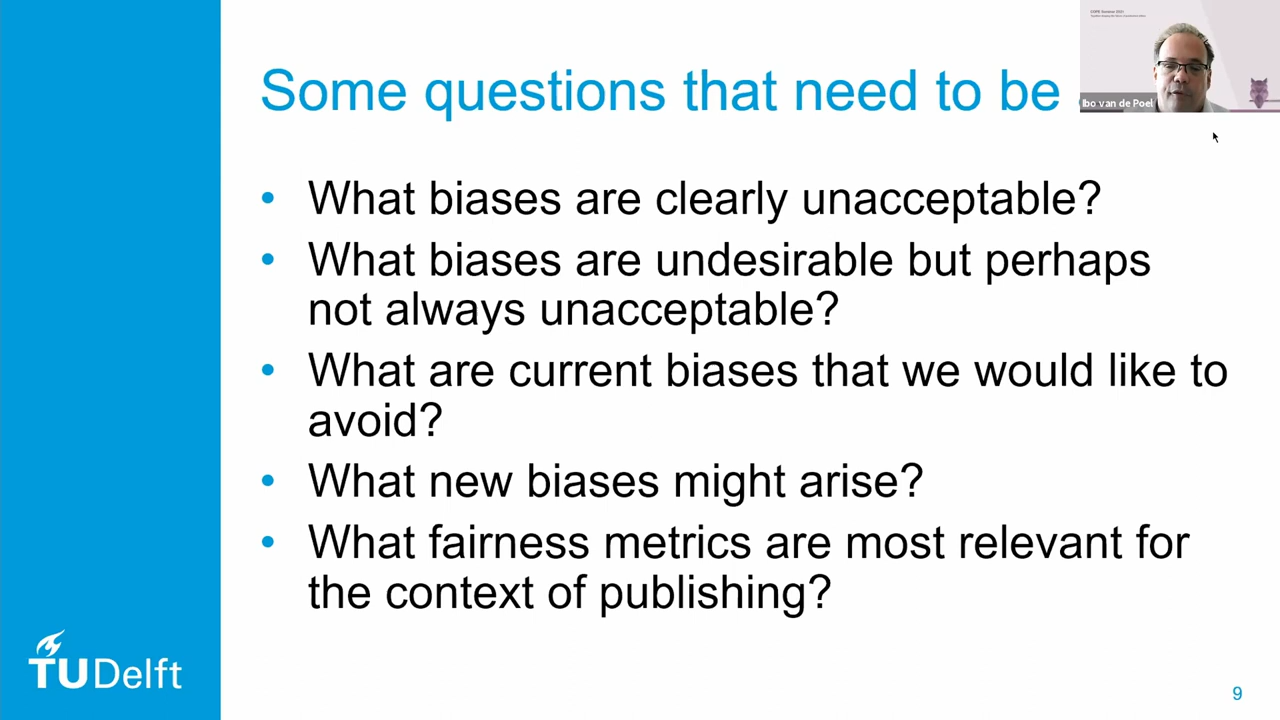 Some questions that need to be
Ibo van de Poel
• What biases are clearly unacceptable?
• What biases are undesirable but perhaps
not always unacceptable?
• What are current biases that we would like to
avoid?
• What new biases might arise?
• What fairness metrics are most relevant for
the context of publishing?
TU Delft
9